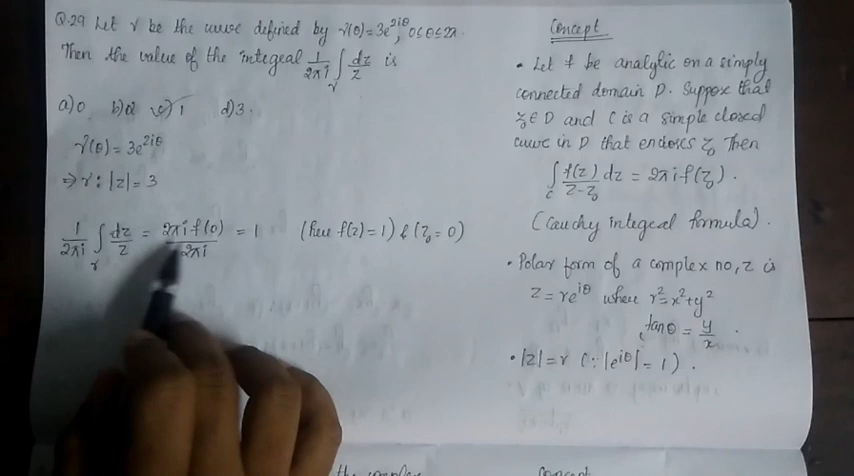 Q.29 Let γ be the curve defined by γ(θ) = 3e^{2iθ}, 0≤θ≤2π.
Then the value of the integral 1/2πi ∫_γ dz/z is
a) 0 b) 2 c) 1 d) 3.
γ(θ) = 3e^{2iθ}
⇒ γ : |z| = 3
1/2πi ∫_γ dz/z = 2πi f(0)/2πi = 1 (here f(z) = 1) & (z₀ = 0)
Concept
• Let f be analytic on a simply
connected domain D. Suppose that
z₀ ∈ D and C is a simple closed
curve in D that encloses z₀ Then
∫_C f(z)/z-z₀ dz = 2πi f(z₀).
(Cauchy integral formula).
• Polar form of a complex no, z is
z = re^{iθ} where r² = x²+y²
tanθ = y/x .
• |z| = r (∵ |e^{iθ}| = 1).
the complex
Concept